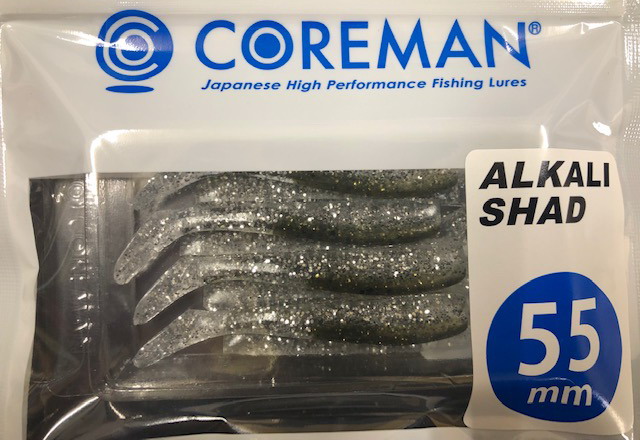 COREMAN®
Japanese High Performance Fishing Lures
ALKALI
SHAD
55
mm